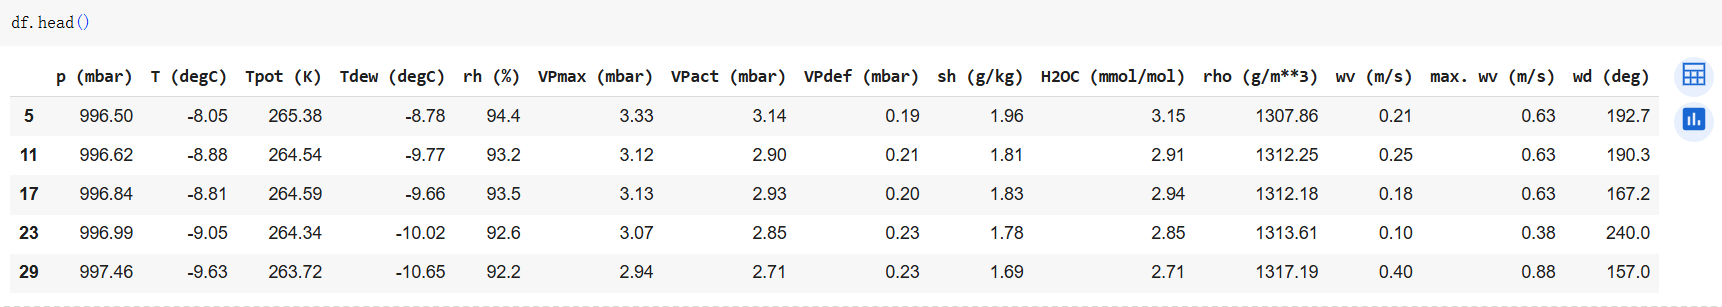 df.head()
p (mbar) T (degC) Tpot (K) Tdew (degC) rh (%) VPmax (mbar) VPact (mbar) VPdef (mbar) sh (g/kg) H2OC (mmol/mol) rho (g/m**3) wv (m/s) max. wv (m/s) wd (deg)
5 996.50 -8.05 265.38 -8.78 94.4 3.33 3.14 0.19 1.96 3.15 1307.86 0.21 0.63 192.7
11 996.62 -8.88 264.54 -9.77 93.2 3.12 2.90 0.21 1.81 2.91 1312.25 0.25 0.63 190.3
17 996.84 -8.81 264.59 -9.66 93.5 3.13 2.93 0.20 1.83 2.94 1312.18 0.18 0.63 167.2
23 996.99 -9.05 264.34 -10.02 92.6 3.07 2.85 0.23 1.78 2.85 1313.61 0.10 0.38 240.0
29 997.46 -9.63 263.72 -10.65 92.2 2.94 2.71 0.23 1.69 2.71 1317.19 0.40 0.88 157.0